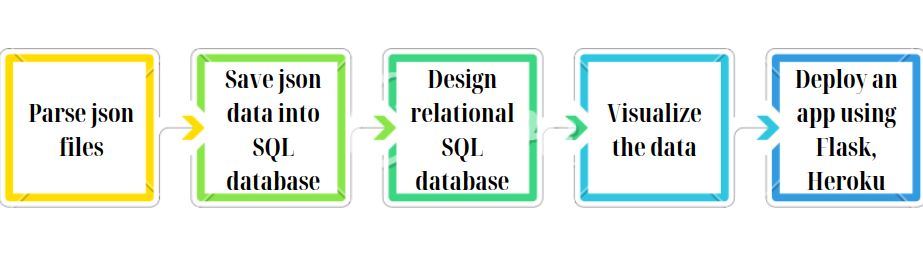 Parse json
files
Save json
data into
SQL
database
Design
relational
SQL
database
Visualize
the data
Deploy an
app using
Flask,
Heroku